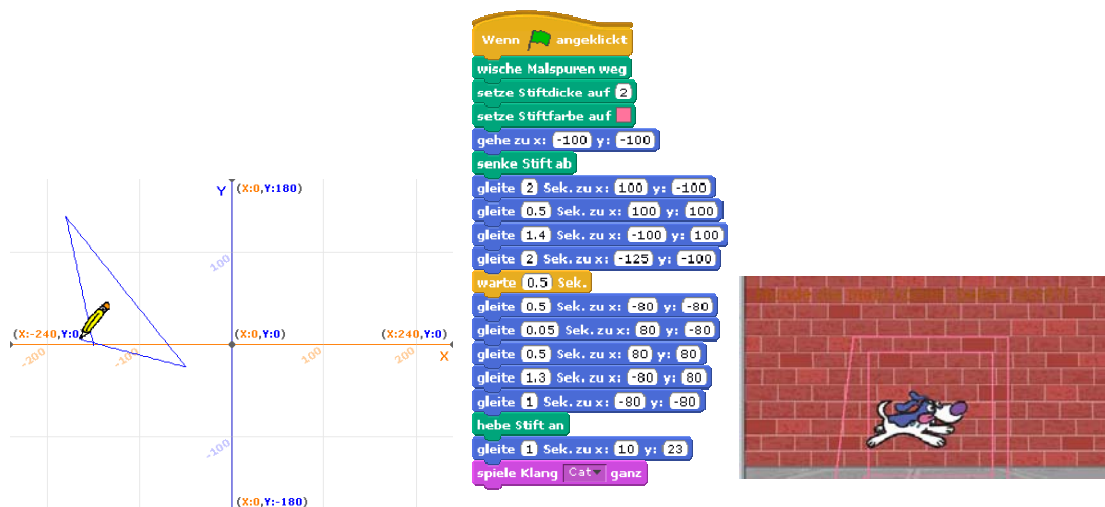 Y
(X:0,Y:180)
100
(X:-240,Y:0)
(X:0,Y:0)
(X:240,Y:0)
-200
-100
100
200
X
-100
(X:0,Y:-180)
Wenn angeklickt
wische Malspuren weg
setze Stiftdicke auf 2
setze Stiftfarbe auf
gehe zu x: -100 y: -100
senke Stift ab
gleite 2 Sek. zu x: 100 y: -100
gleite 0.5 Sek. zu x: 100 y: 100
gleite 1.4 Sek. zu x: -100 y: 100
gleite 2 Sek. zu x: -125 y: -100
warte 0.5 Sek.
gleite 0.5 Sek. zu x: -80 y: -80
gleite 0.05 Sek. zu x: 80 y: -80
gleite 0.5 Sek. zu x: 80 y: 80
gleite 1.3 Sek. zu x: -80 y: 80
gleite 1 Sek. zu x: -80 y: -80
hebe Stift an
gleite 1 Sek. zu x: 10 y: 23
spiele Klang Cat ganz